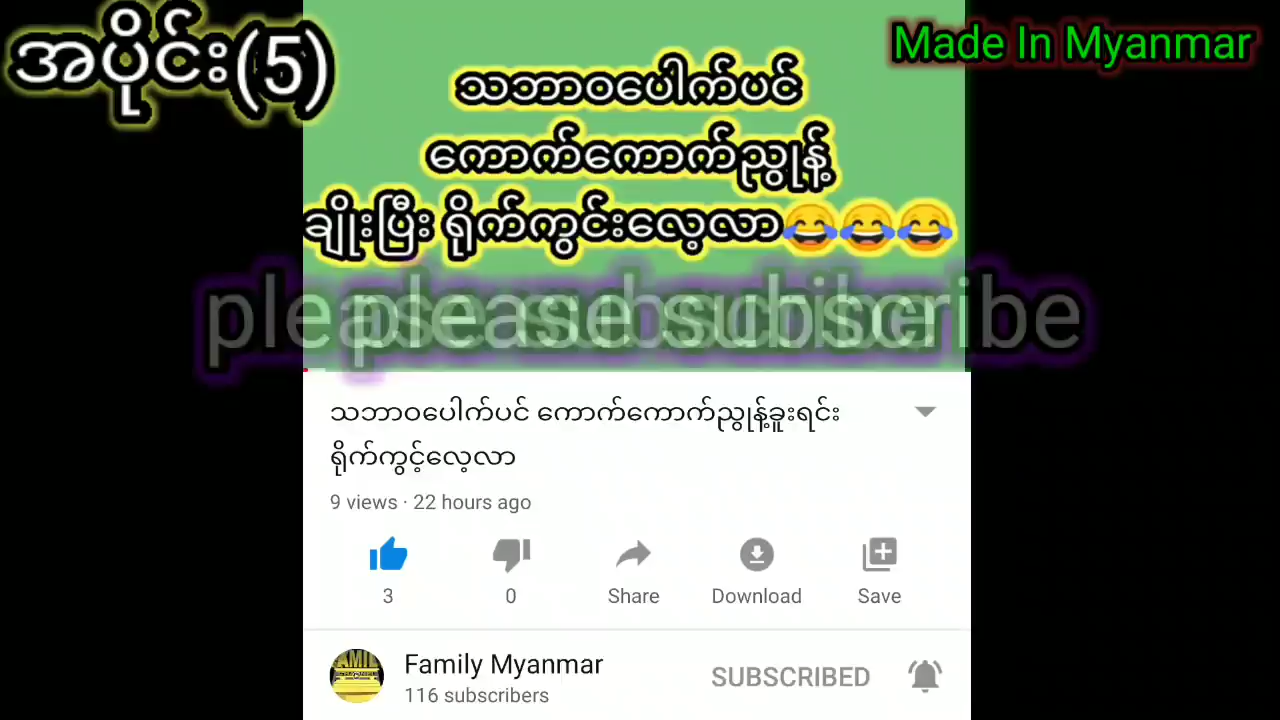 အပိုင်း(5)
Made In Myanmar
သဘာဝပေါက်ပင်
ကောက်ကောက်ညွှန့်
ချိုးပြီး ရိုက်ကွင်းလေ့လာ😂😂😂
please subscribe
please subscri
သဘာဝပေါက်ပင် ကောက်ကောက်ညွှန့်ခူးရင်း
ရိုက်ကွင့်လေ့လာ
9 views · 22 hours ago
3 0 Share Download Save
Family Myanmar
SUBSCRIBED
116 subscribers